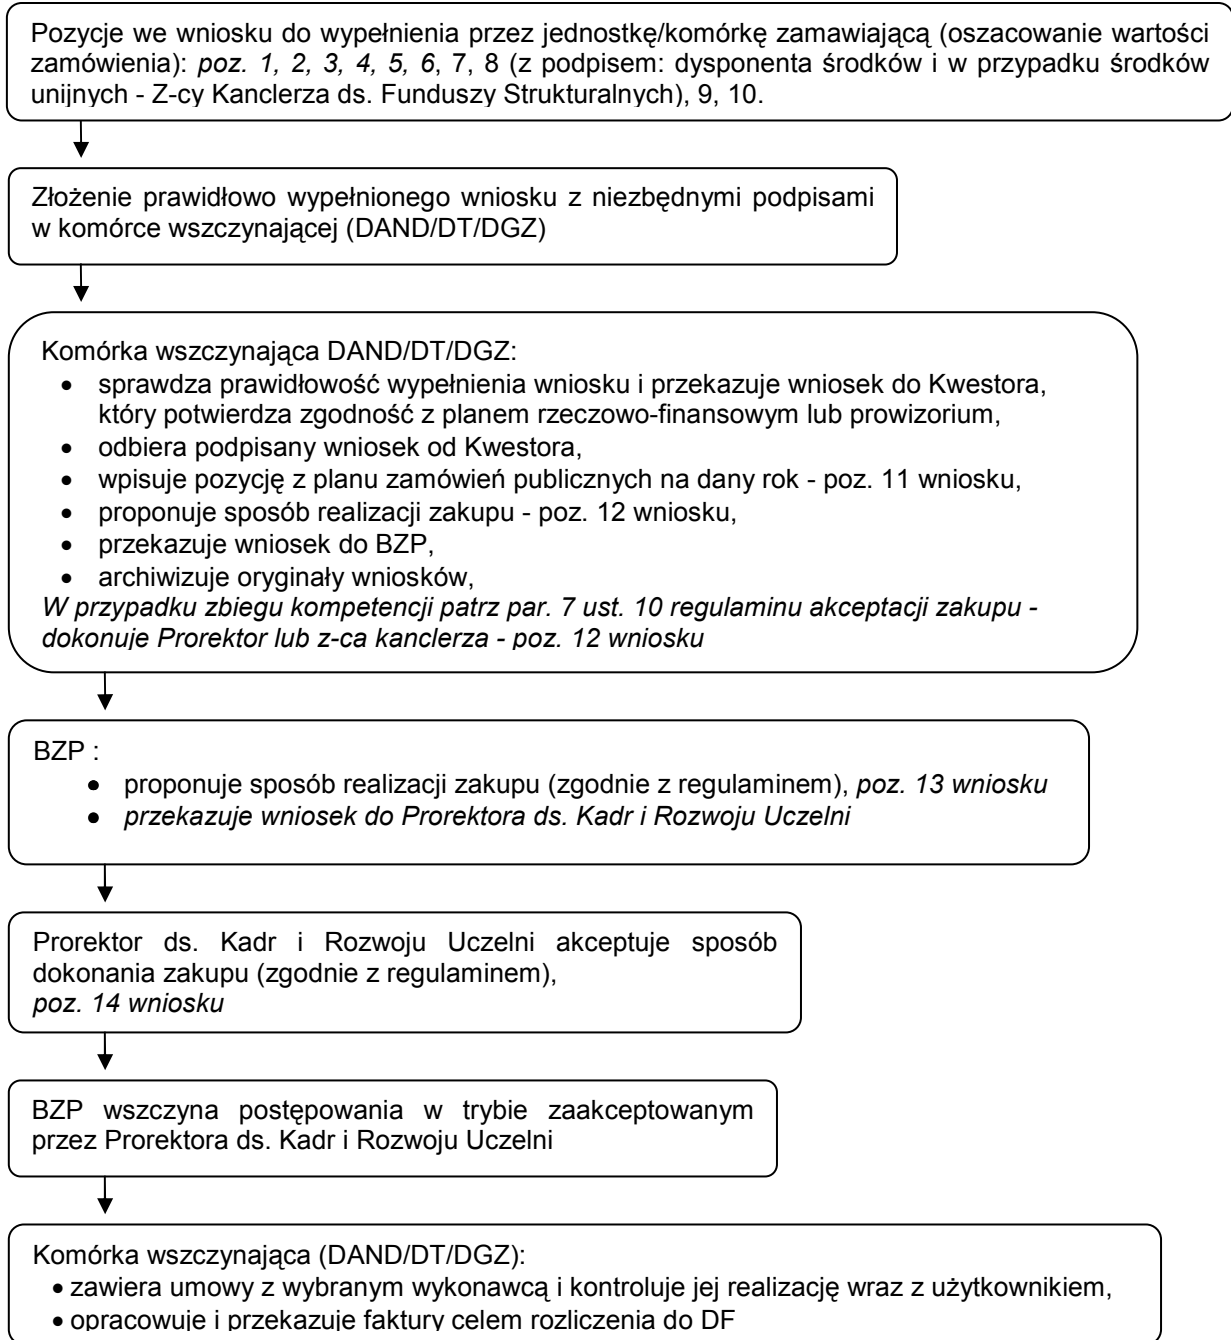 Pozycje we wniosku do wypełnienia przez jednostkę/komórkę zamawiającą (oszacowanie wartości
zamówienia): poz. 1, 2, 3, 4, 5, 6, 7, 8 (z podpisem: dysponenta środków i w przypadku środków
unijnych - Z-cy Kanclerza ds. Funduszy Strukturalnych), 9, 10.
Złożenie prawidłowo wypełnionego wniosku z niezbędnymi podpisami
w komórce wszczynającej (DAND/DT/DGZ)
Komórka wszczynająca DAND/DT/DGZ:
• sprawdza prawidłowość wypełnienia wniosku i przekazuje wniosek do Kwestora,
który potwierdza zgodność z planem rzeczowo-finansowym lub prowizorium,
• odbiera podpisany wniosek od Kwestora,
• wpisuje pozycję z planu zamówień publicznych na dany rok - poz. 11 wniosku,
• proponuje sposób realizacji zakupu - poz. 12 wniosku,
• przekazuje wniosek do BZP,
• archiwizuje oryginały wniosków,
W przypadku zbiegu kompetencji patrz par. 7 ust. 10 regulaminu akceptacji zakupu -
dokonuje Prorektor lub z-ca kanclerza - poz. 12 wniosku
BZP :
• proponuje sposób realizacji zakupu (zgodnie z regulaminem), poz. 13 wniosku
• przekazuje wniosek do Prorektora ds. Kadr i Rozwoju Uczelni
Prorektor ds. Kadr i Rozwoju Uczelni akceptuje sposób
dokonania zakupu (zgodnie z regulaminem),
poz. 14 wniosku
BZP wszczyna postępowania w trybie zaakceptowanym
przez Prorektora ds. Kadr i Rozwoju Uczelni
Komórka wszczynająca (DAND/DT/DGZ):
• zawiera umowy z wybranym wykonawcą i kontroluje jej realizację wraz z użytkownikiem,
• opracowuje i przekazuje faktury celem rozliczenia do DF